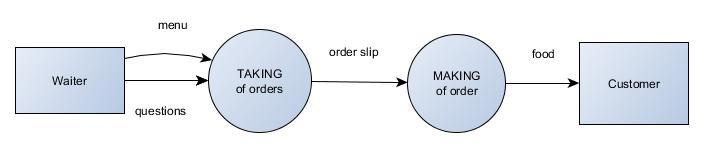 menu
Waiter
questions
TAKING
of orders
order slip
MAKING
of order
food
Customer